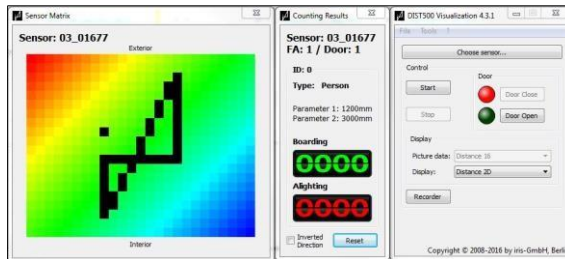 Sensor Matrix
Sensor: 03_01677
Exterior
Interior
Counting Results
Sensor: 03_01677
FA: 1 / Door: 1
ID: 0
Type: Person
Parameter 1: 1200mm
Parameter 2: 3000mm
Boarding
0000
Alighting
0000
Inverted
Direction
Reset
DIST500 Visualization 4.3.1
File Tools ?
Choose sensor...
Control
Door
Start
Door Close
Stop
Door Open
Display
Picture data: Distance 16
Display: Distance 2D
Recorder
Copyright © 2008-2016 by iris-GmbH, Berli